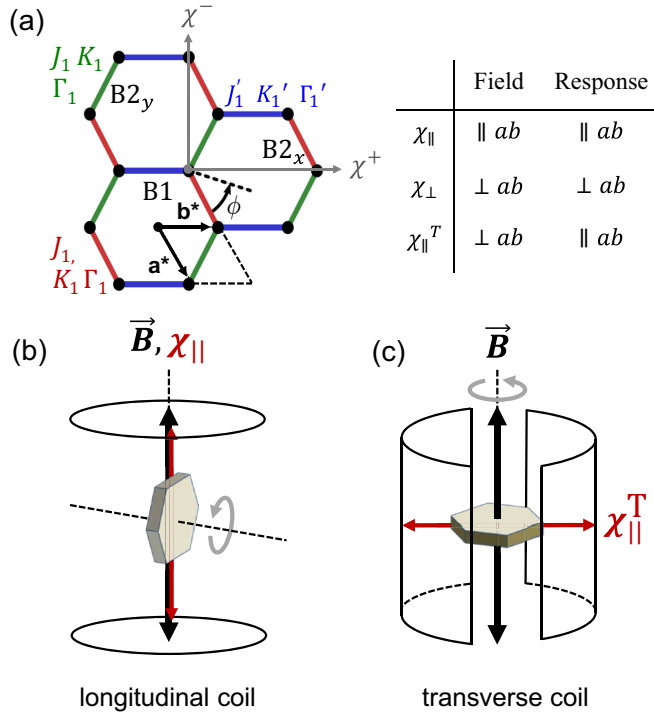 (a)
χ⁻
J₁ K₁
Γ₁
B2y
J₁′ K₁′ Γ₁′
B2x
χ⁺
B1
ϕ
b*
a*
J₁,
K₁ Γ₁
Field Response
χ∥ ∥ ab ∥ ab
χ⊥ ⊥ ab ⊥ ab
χ∥ᵀ ⊥ ab ∥ ab
(b)
B⃗, χ||
longitudinal coil
(c)
B⃗
χ||ᵀ
transverse coil